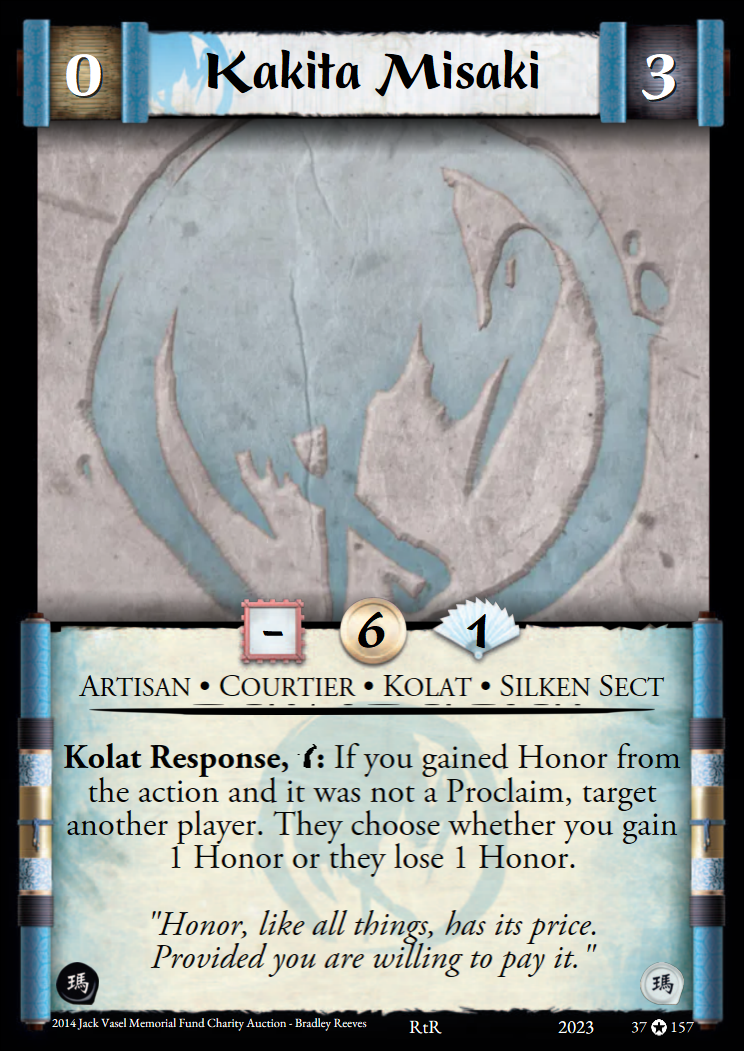 0 Kakita Misaki 3
- 6 1
Artisan • Courtier • Kolat • Silken Sect
Kolat Response, : If you gained Honor from
the action and it was not a Proclaim, target
another player. They choose whether you gain
1 Honor or they lose 1 Honor.
"Honor, like all things, has its price.
Provided you are willing to pay it."
瑪 瑪
2014 Jack Vasel Memorial Fund Charity Auction - Bradley Reeves RtR 2023 37 ✪ 157